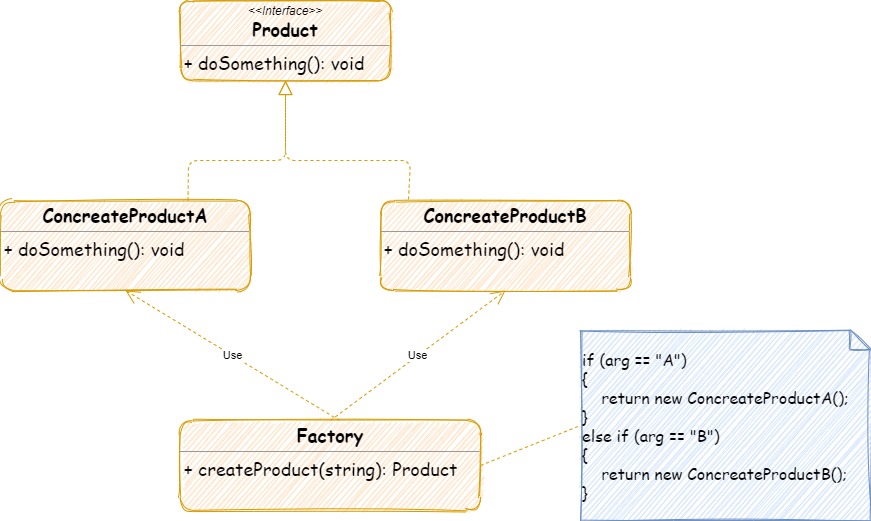 <<Interface>>
Product
+ doSomething(): void
ConcreateProductA
+ doSomething(): void
ConcreateProductB
+ doSomething(): void
Use
Use
Factory
+ createProduct(string): Product
if (arg == "A")
{
return new ConcreateProductA();
}
else if (arg == "B")
{
return new ConcreateProductB();
}